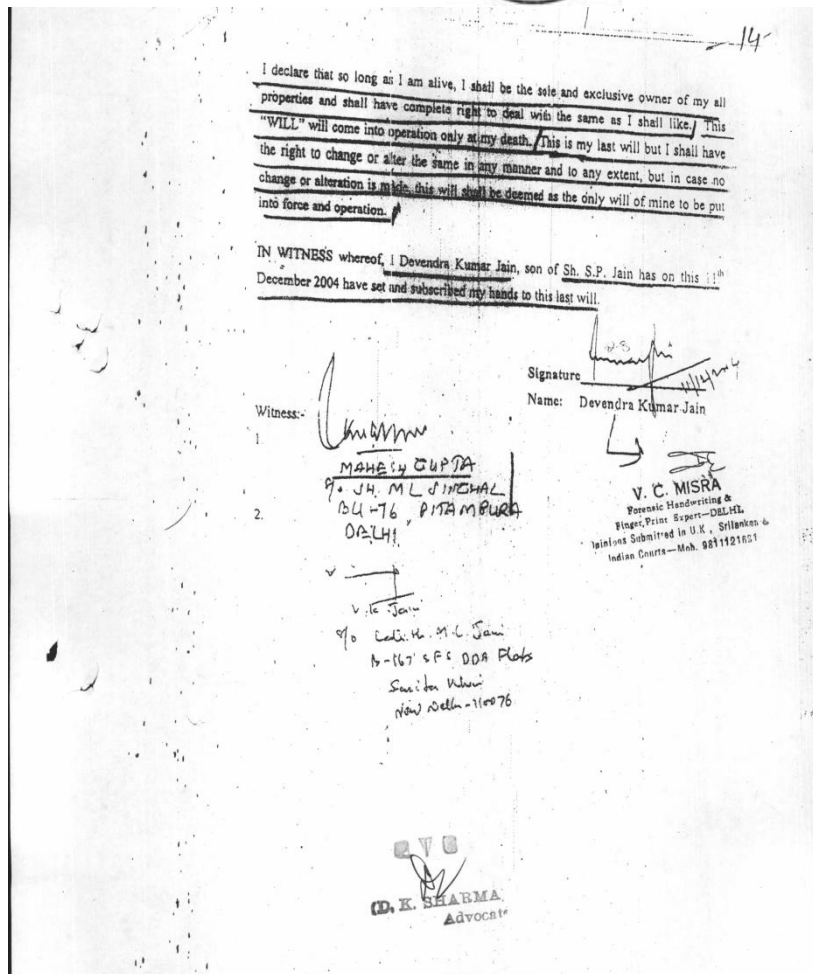 14
I declare that so long as I am alive, I shall be the sole and exclusive owner of my all
properties and shall have complete right to deal with the same as I shall like. This
"WILL" will come into operation only at my death. This is my last will but I shall have
the right to change or alter the same in any manner and to any extent, but in case no
change or alteration is made, this will shall be deemed as the only will of mine to be put
into force and operation.
IN WITNESS whereof, I Devendra Kumar Jain, son of Sh. S.P. Jain has on this 11th
December 2004 have set and subscribed my hands to this last will.
Signature
Name: Devendra Kumar Jain
Witness:-
1.
MAHESH GUPTA
S/o. SH. M L SINGHAL
BU-76 PITAMPURA
2.
DELHI
V. C. MISRA
Forensic Handwriting &
Finger Print Expert—DELHI
Opinions Submitted in U.K., Srilanken &
Indian Courts—Mob. 9811121631
V. K. Jain
S/o M. L. Jain
B-167 SFS DDA Flats
Sarita Vihar
New Delhi-110076
(D. K. SHARMA
Advocate